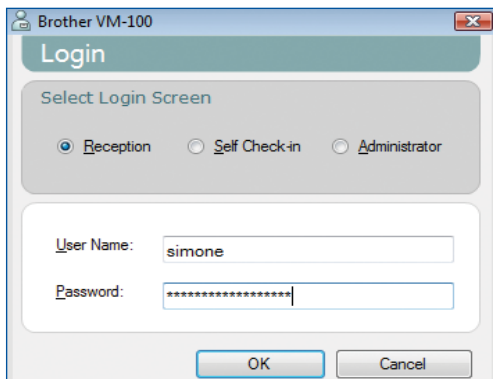 Brother VM-100
Login
Select Login Screen
Reception Self Check-in Administrator
User Name: simone
Password: ******************
OK Cancel